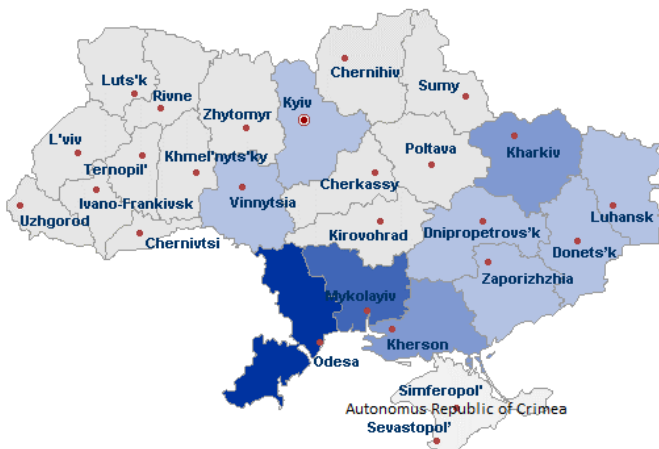 Chernihiv
Luts'k
Rivne
Sumy
Kyiv
Zhytomyr
L'viv
Kharkiv
Poltava
Khmel'nyts'ky
Ternopil'
Cherkassy
Ivano-Frankivsk
Vinnytsia
Luhansk
Uzhgorod
Kirovohrad
Dnipropetrovs'k
Chernivtsi
Donets'k
Zaporizhzhia
Mykolayiv
Kherson
Odesa
Simferopol'
Autonomus Republic of Crimea
Sevastopol'